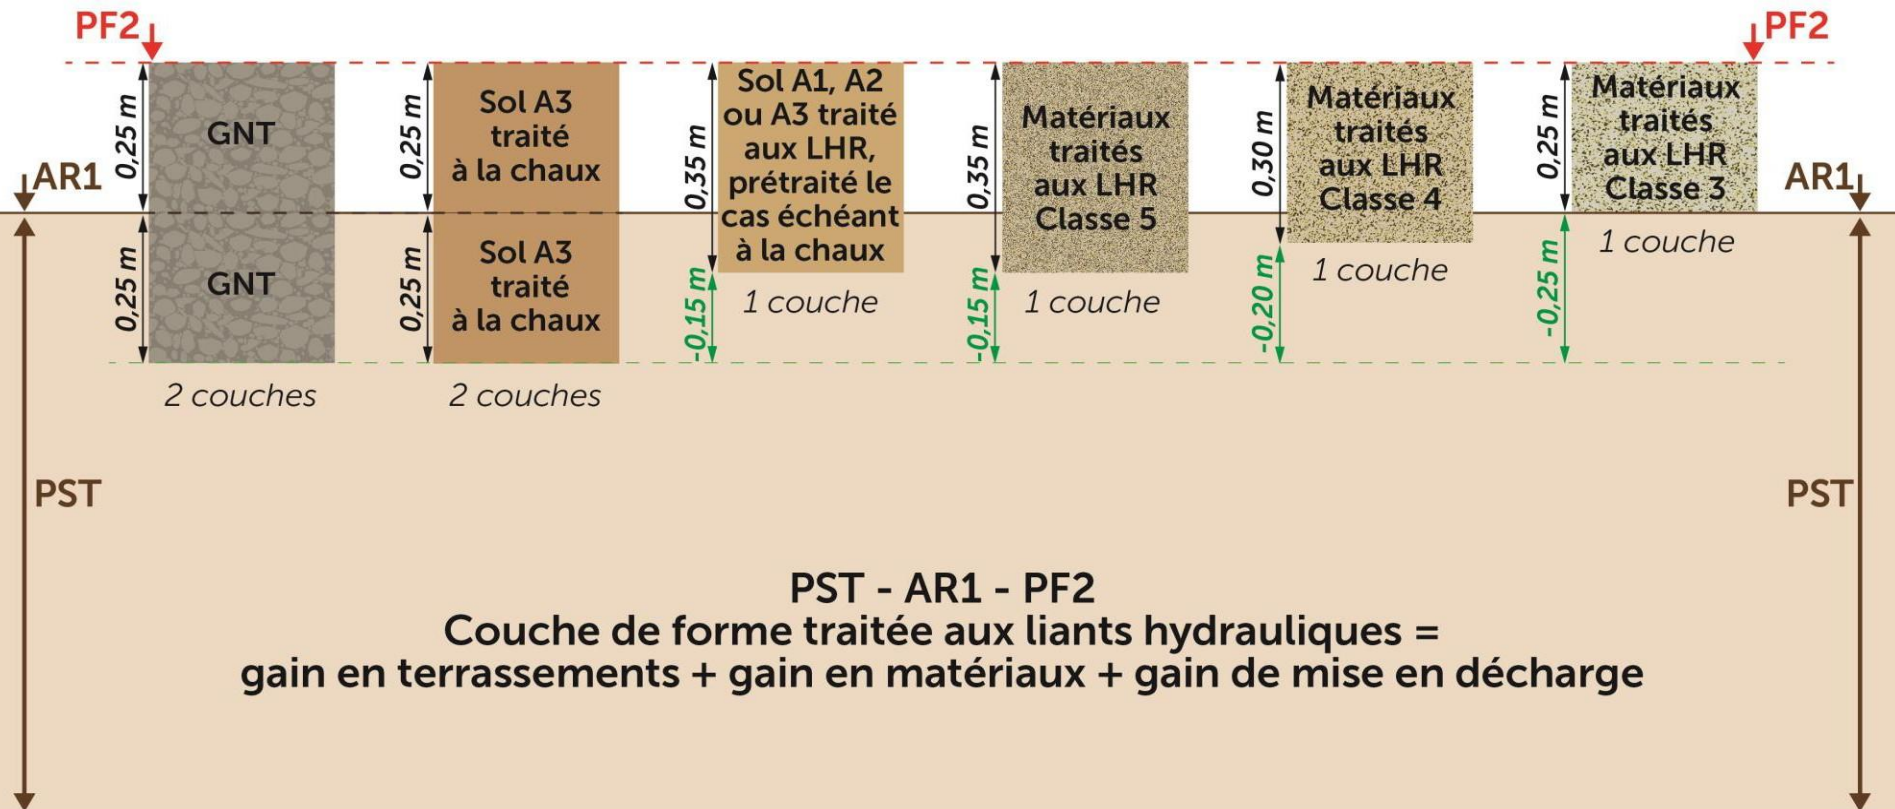 PF2
PF2
0,25 m
GNT
0,25 m
Sol A3
traité
à la chaux
0,35 m
Sol A1, A2
ou A3 traité
aux LHR,
prétraité le
cas échéant
à la chaux
0,35 m
Matériaux
traités
aux LHR
Classe 5
0,30 m
Matériaux
traités
aux LHR
Classe 4
0,25 m
Matériaux
traités
aux LHR
Classe 3
AR1
AR1
0,25 m
GNT
0,25 m
Sol A3
traité
à la chaux
-0,15 m
1 couche
-0,15 m
1 couche
-0,20 m
1 couche
-0,25 m
1 couche
2 couches
2 couches
PST
PST
PST - AR1 - PF2
Couche de forme traitée aux liants hydrauliques =
gain en terrassements + gain en matériaux + gain de mise en décharge